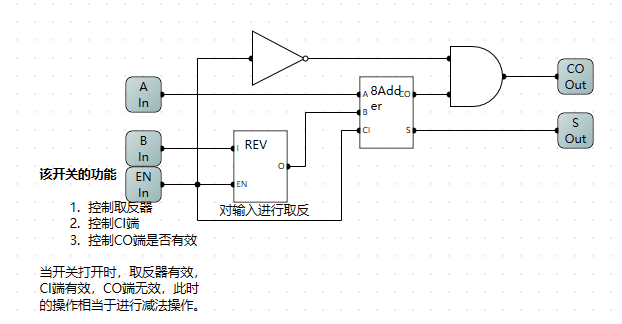 CO
Out
A
In
A
8Add
er
CO
B
S
Out
B
In
I
REV
CI
S
O
该开关的功能
EN
In
EN
1. 控制取反器
对输入进行取反
2. 控制CI端
3. 控制CO端是否有效
当开关打开时，取反器有效，
CI端有效，CO端无效，此时
的操作相当于进行减法操作。